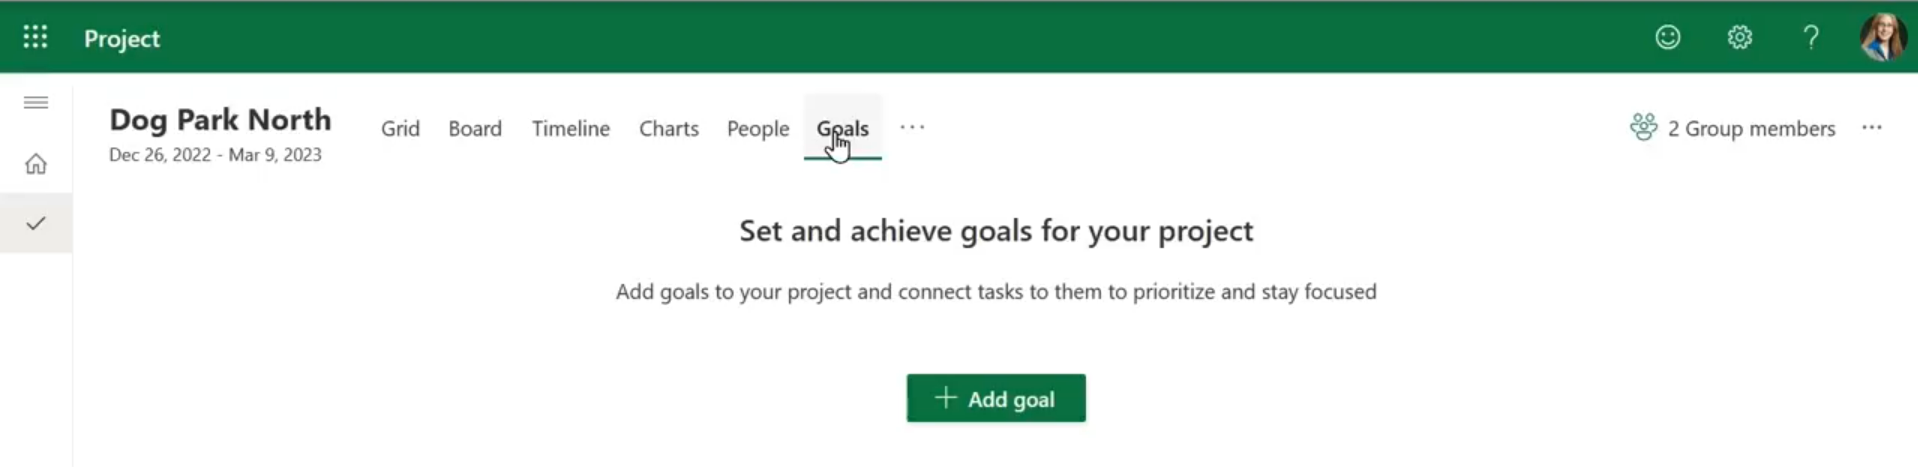 Project
Dog Park North
Dec 26, 2022 - Mar 9, 2023
Grid Board Timeline Charts People Goals ···
2 Group members ···
Set and achieve goals for your project
Add goals to your project and connect tasks to them to prioritize and stay focused
+ Add goal